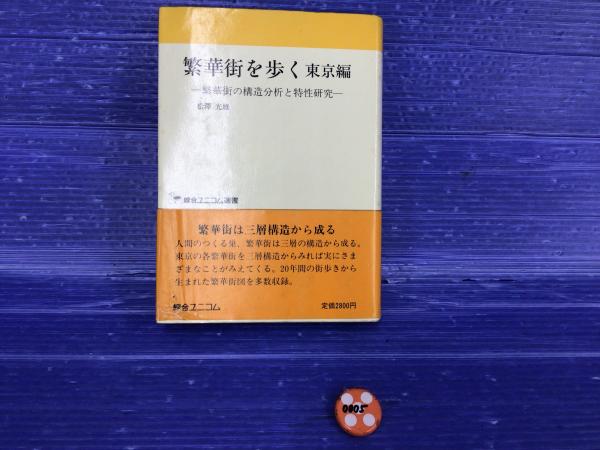 繁華街を歩く 東京編
―繁華街の構造分析と特性研究―
松澤 光雄
綜合ユニコム選書
繁華街は三層構造から成る
人間のつくる巣、繁華街は三層の構造から成る。
東京の各繁華街を三層構造からみれば実にさま
ざまなことがみえてくる。20年間の街歩きから
生まれた繁華街図を多数収録。
綜合ユニコム
定価2800円
0005